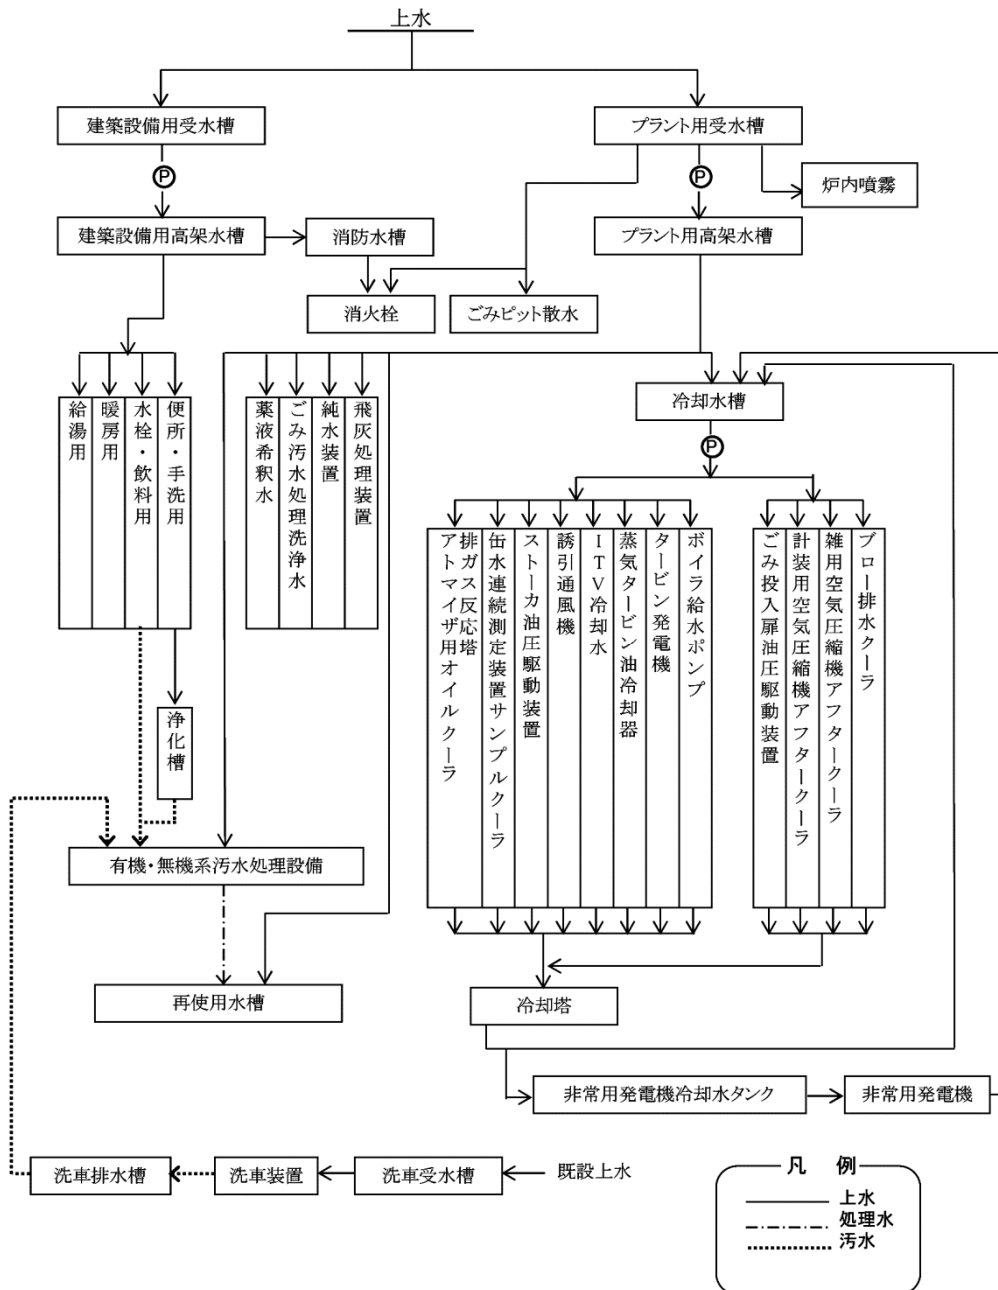 上水
建築設備用受水槽
プラント用受水槽
P
P
炉内噴霧
建築設備用高架水槽
消防水槽
プラント用高架水槽
消火栓
ごみピット散水
冷却水槽
P
給湯用
暖房用
水栓・飲料用
便所・手洗用
薬液希釈水
ごみ汚水処理洗浄水
純水装置
飛灰処理装置
排ガス反応塔
アトマイザ用オイルクーラ
缶水連続測定装置サンプルクーラ
ストーカ油圧駆動装置
誘引通風機
ITV冷却水
蒸気タービン油冷却器
タービン発電機
ボイラ給水ポンプ
ごみ投入扉油圧駆動装置
計装用空気圧縮機アフタークーラ
雑用空気圧縮機アフタークーラ
ブロー排水クーラ
浄化槽
有機・無機系汚水処理設備
再使用水槽
冷却塔
非常用発電機冷却水タンク
非常用発電機
洗車排水槽
洗車装置
洗車受水槽
既設上水
凡 例
上水
処理水
汚水